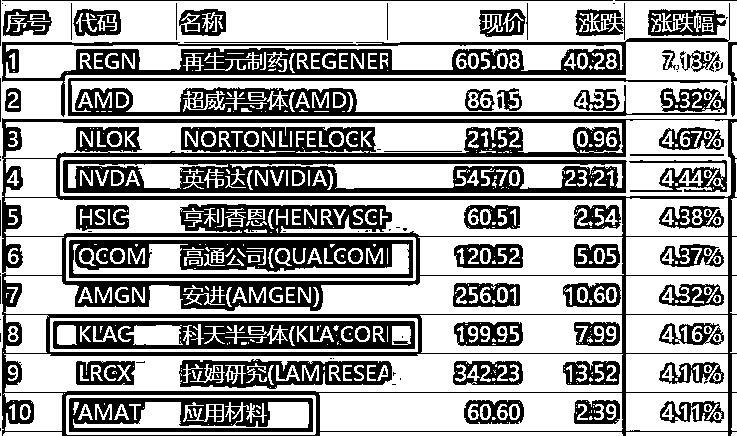 序号 代码 名称 现价 涨跌 涨跌幅
1 REGN 再生元制药(REGENER 605.08 40.28 7.13%
2 AMD 超威半导体(AMD) 86.15 4.35 5.32%
3 NLOK NORTONLIFELOCK 21.52 0.96 4.67%
4 NVDA 英伟达(NVIDIA) 545.70 23.21 4.44%
5 HSIC 亨利香恩(HENRY SCH 60.51 2.54 4.38%
6 QCOM 高通公司(QUALCOMM 120.52 5.05 4.37%
7 AMGN 安进(AMGEN) 256.01 10.60 4.32%
8 KLAC 科天半导体(KLA CORP 199.95 7.99 4.16%
9 LRCX 拉姆研究(LAM RESEA 342.23 13.52 4.11%
10 AMAT 应用材料 60.60 2.39 4.11%